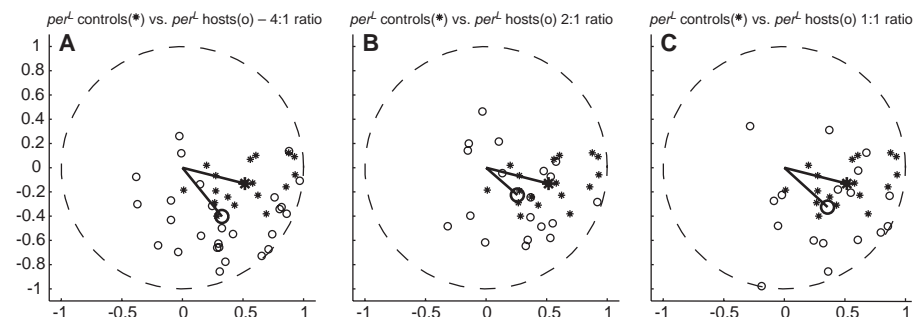 perᴸ controls(*) vs. perᴸ hosts(o) – 4:1 ratio
A
1
0.8
0.6
0.4
0.2
0
-0.2
-0.4
-0.6
-0.8
-1
-1 -0.5 0 0.5 1
perᴸ controls(*) vs. perᴸ hosts(o) 2:1 ratio
B
-1 -0.5 0 0.5 1
perᴸ controls(*) vs. perᴸ hosts(o) 1:1 ratio
C
-1 -0.5 0 0.5 1